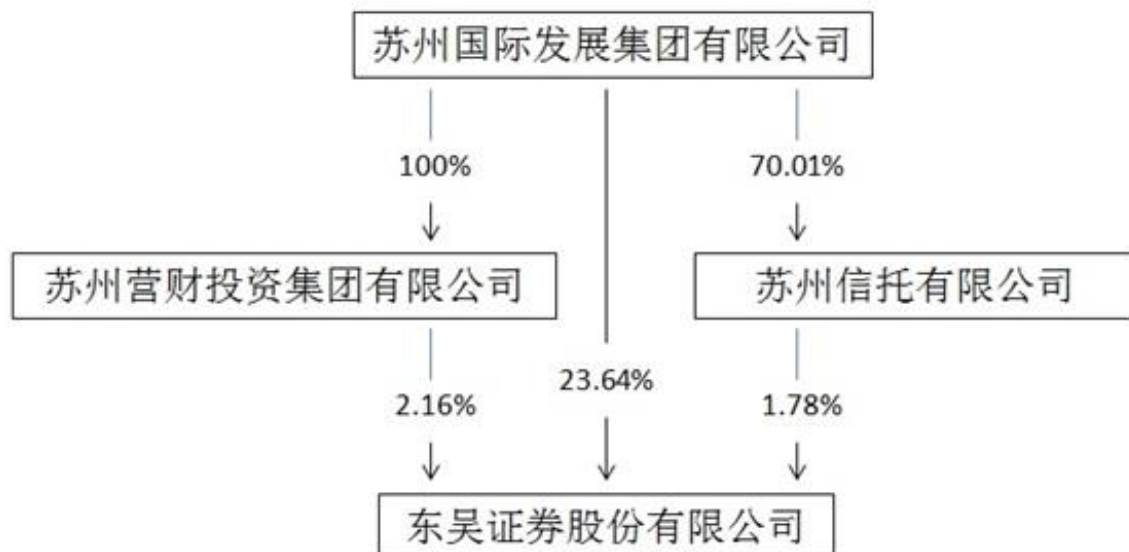 苏州国际发展集团有限公司
100%
70.01%
苏州营财投资集团有限公司
苏州信托有限公司
23.64%
2.16%
1.78%
东吴证券股份有限公司